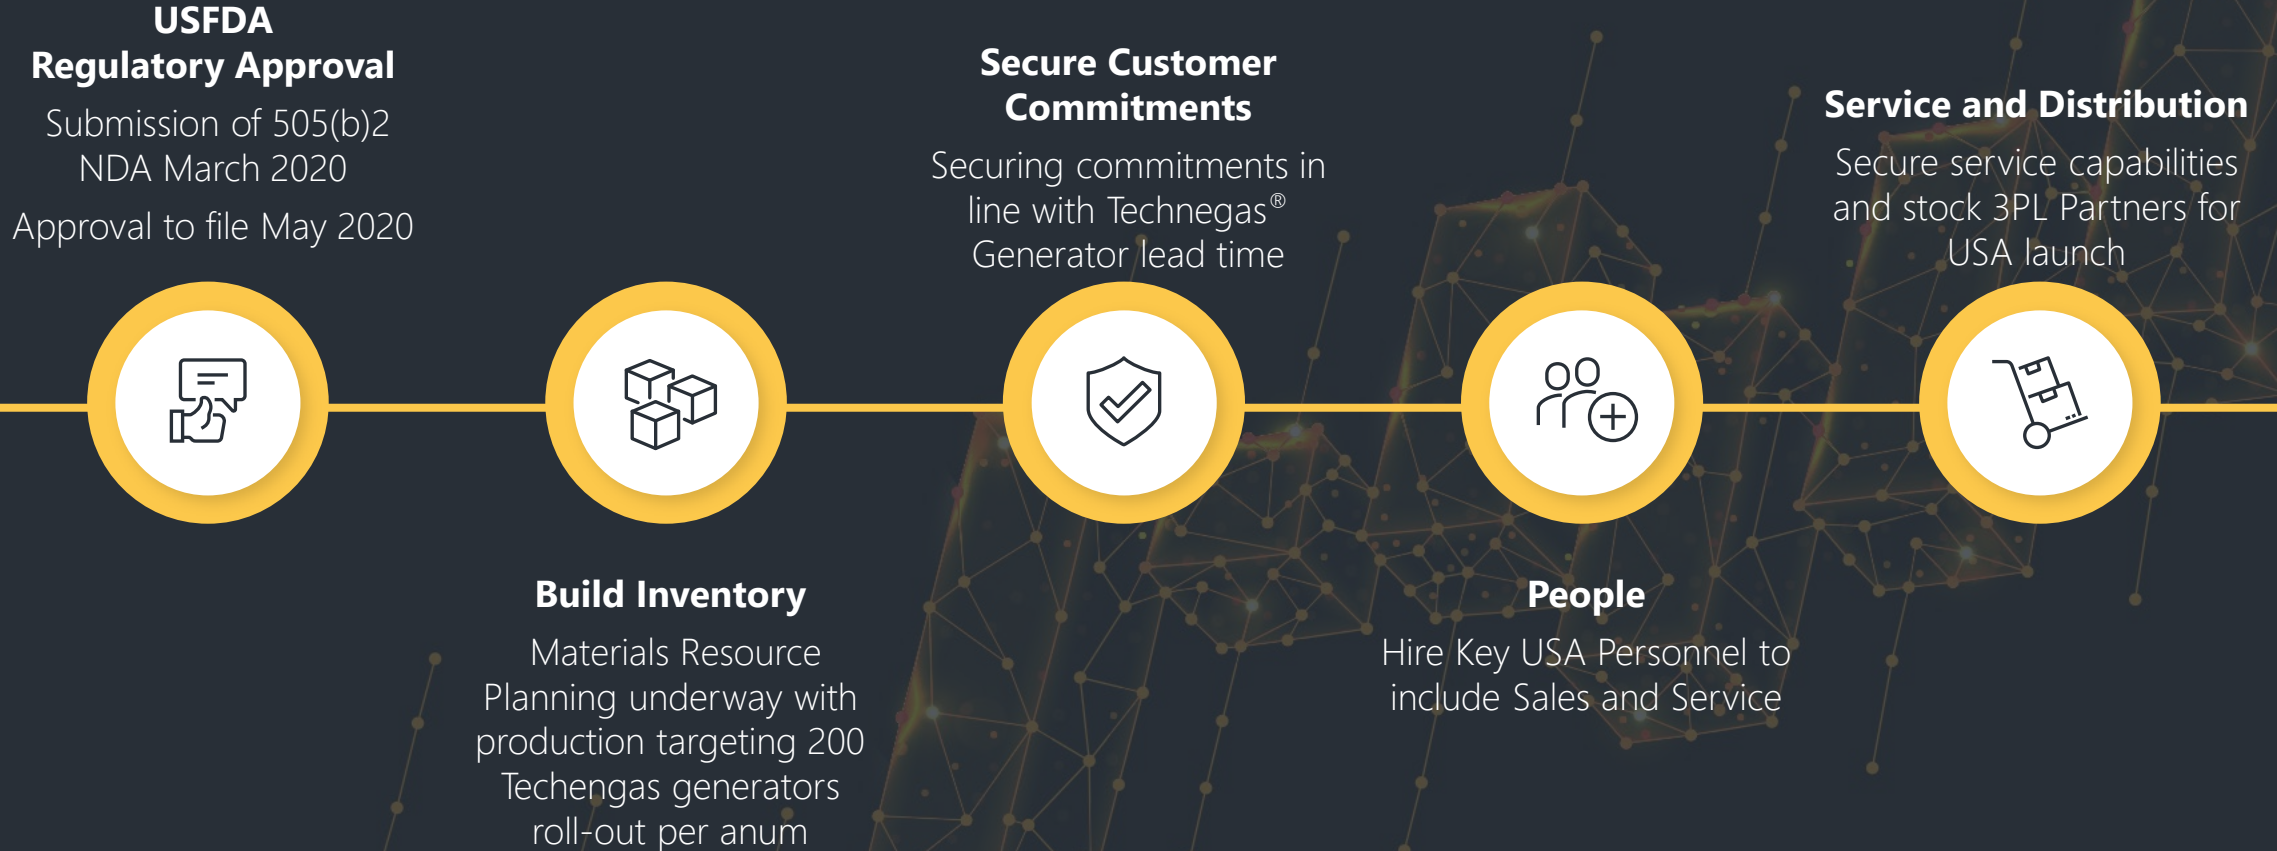 USFDA
Regulatory Approval
Submission of 505(b)2
NDA March 2020
Approval to file May 2020
Build Inventory
Materials Resource
Planning underway with
production targeting 200
Techengas generators
roll-out per anum
Secure Customer
Commitments
Securing commitments in
line with Technegas®
Generator lead time
People
Hire Key USA Personnel to
include Sales and Service
Service and Distribution
Secure service capabilities
and stock 3PL Partners for
USA launch